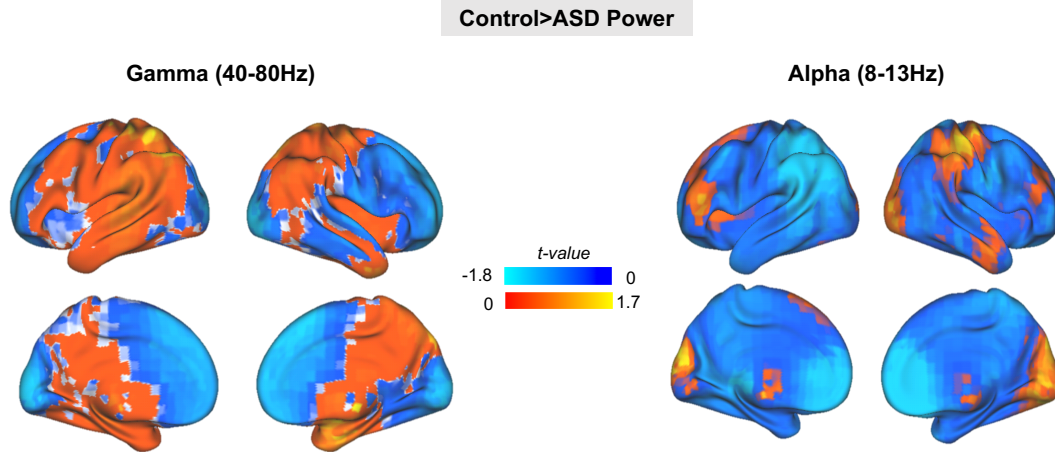 Control>ASD Power
Gamma (40-80Hz)
Alpha (8-13Hz)
t-value
-1.8 0
0 1.7